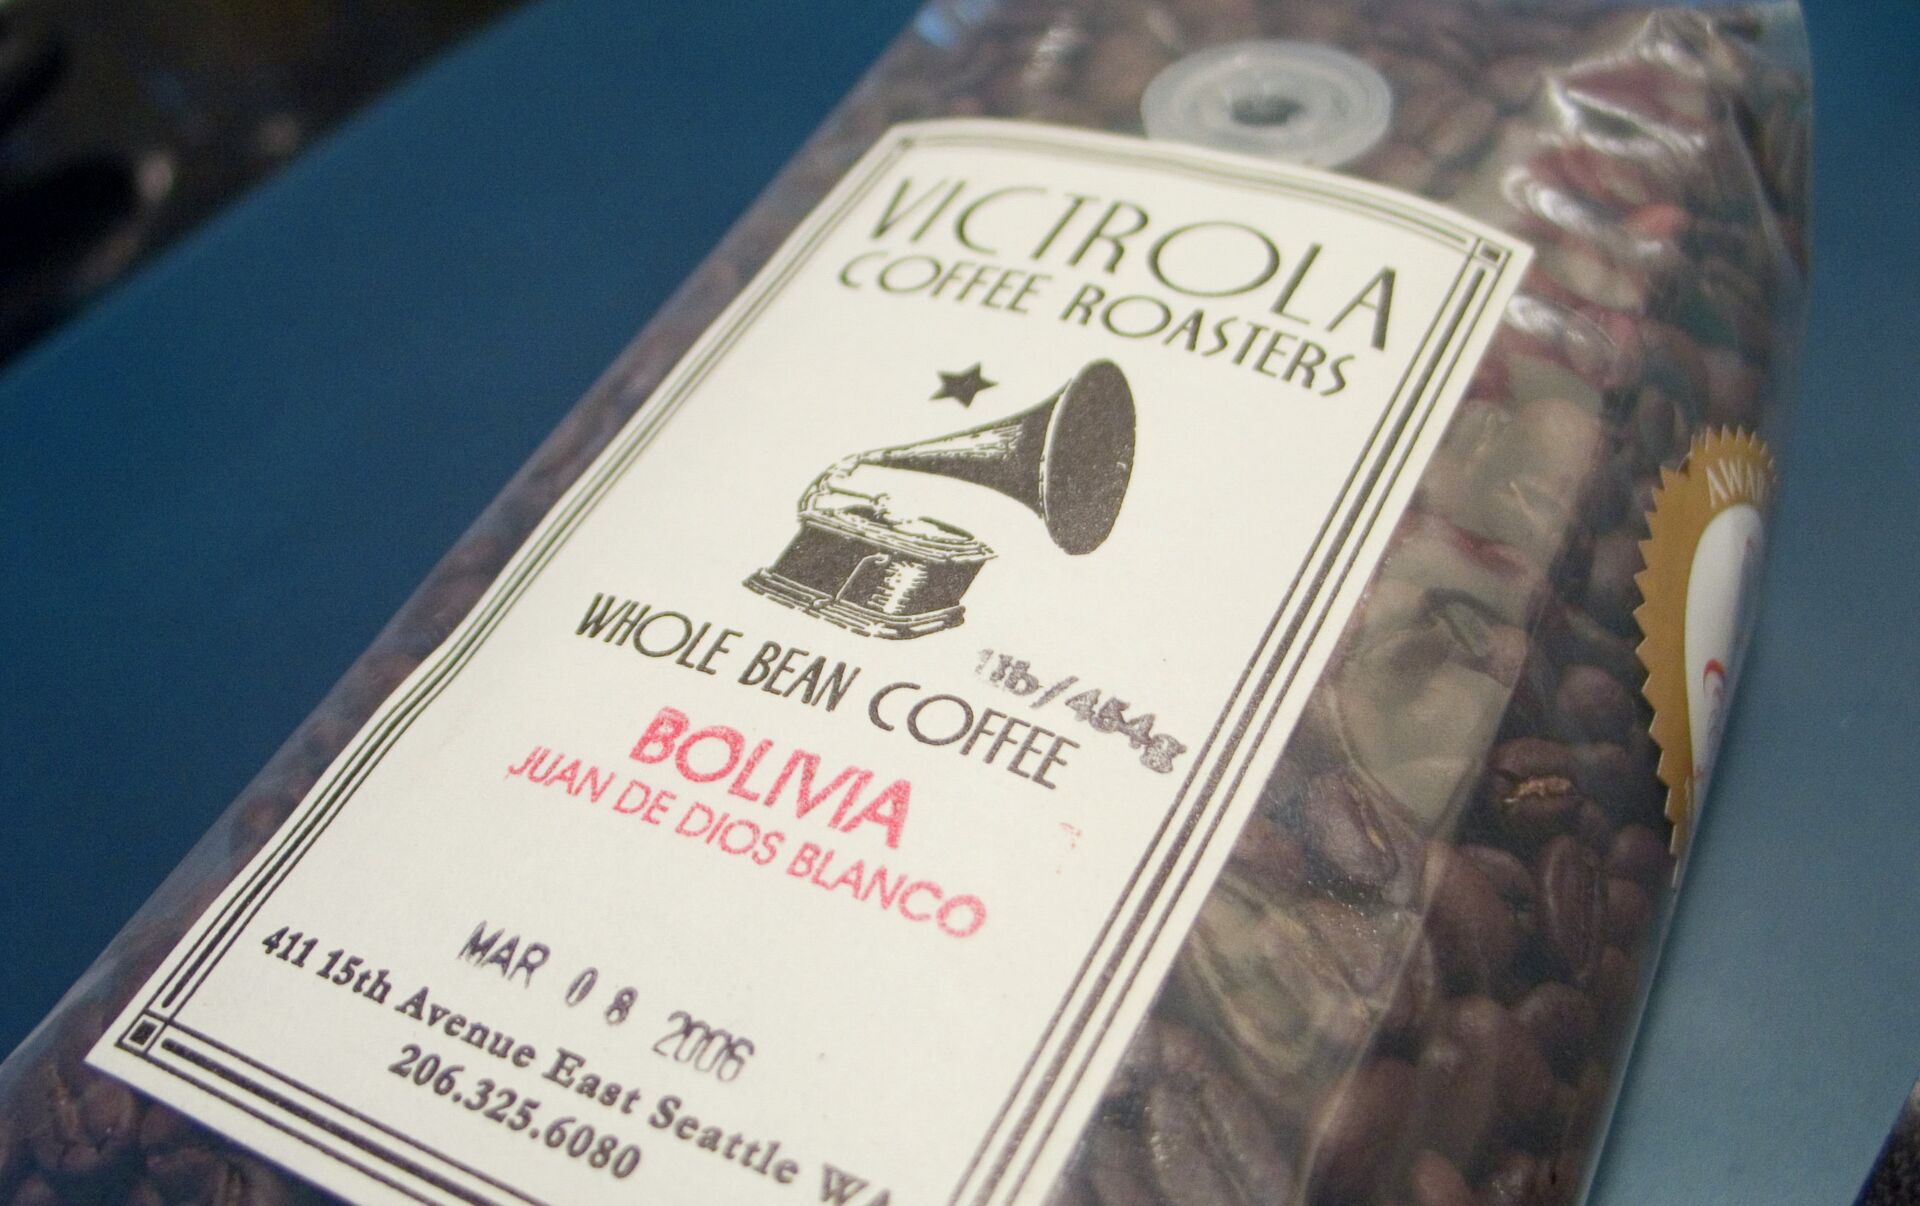 VICTROLA
COFFEE ROASTERS
WHOLE BEAN COFFEE
1lb/454g
BOLIVIA
JUAN DE DIOS BLANCO
MAR 08 2006
411 15th Avenue East Seattle WA
206.325.6080